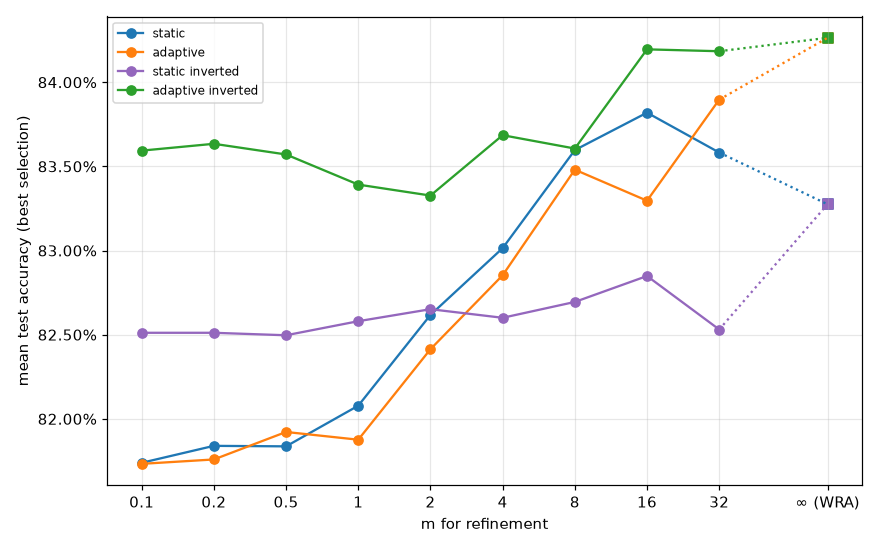 static
adaptive
static inverted
adaptive inverted
84.00%
83.50%
83.00%
82.50%
82.00%
mean test accuracy (best selection)
0.1 0.2 0.5 1 2 4 8 16 32 ∞ (WRA)
m for refinement